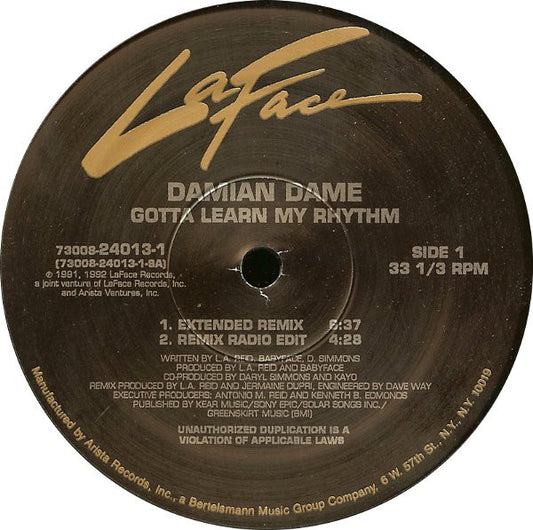 LaFace
DAMIAN DAME
GOTTA LEARN MY RHYTHM
73008-24013-1
(73008-24013-1-SA)
℗ 1991, 1992 LaFace Records,
a joint venture of LaFace Records, Inc.
and Arista Ventures, Inc.
SIDE 1
33 1/3 RPM
1. EXTENDED REMIX 6:37
2. REMIX RADIO EDIT 4:28
WRITTEN BY L.A. REID, BABYFACE, D. SIMMONS
PRODUCED BY L.A. REID AND BABYFACE
CO-PRODUCED BY DARYL SIMMONS AND KAYO
REMIX PRODUCED BY L.A. REID AND JERMAINE DUPRI, ENGINEERED BY DAVE WAY
EXECUTIVE PRODUCERS: ANTONIO M. REID AND KENNETH B. EDMONDS
PUBLISHED BY KEAR MUSIC/SONY EPIC/SOLAR SONGS INC./
GREENSKIRT MUSIC (BMI)
UNAUTHORIZED DUPLICATION IS A
VIOLATION OF APPLICABLE LAWS
Manufactured by Arista Records, Inc., a Bertelsmann Music Group Company, 6 W. 57th St., N.Y., N.Y. 10019